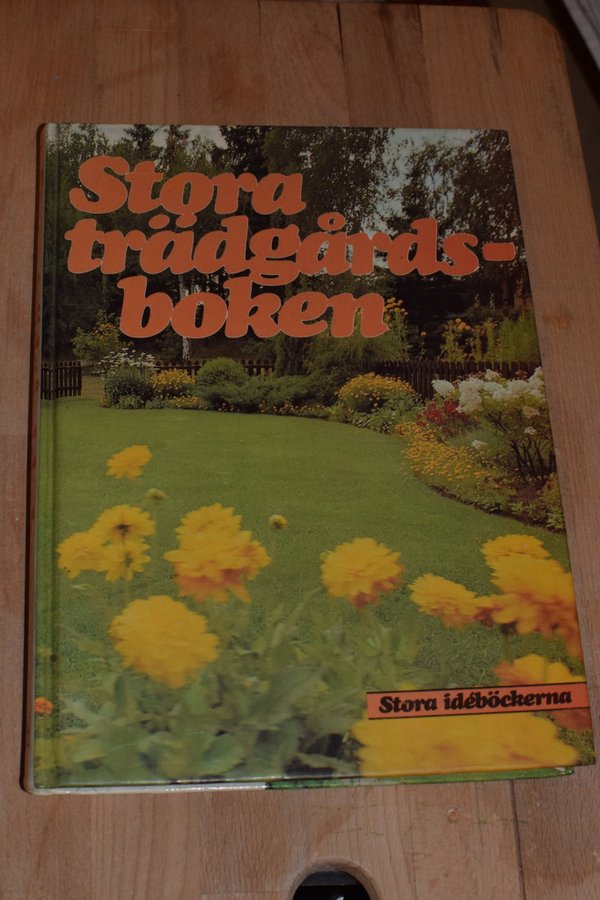 Stora
trädgårds-
boken
Stora idéböckerna